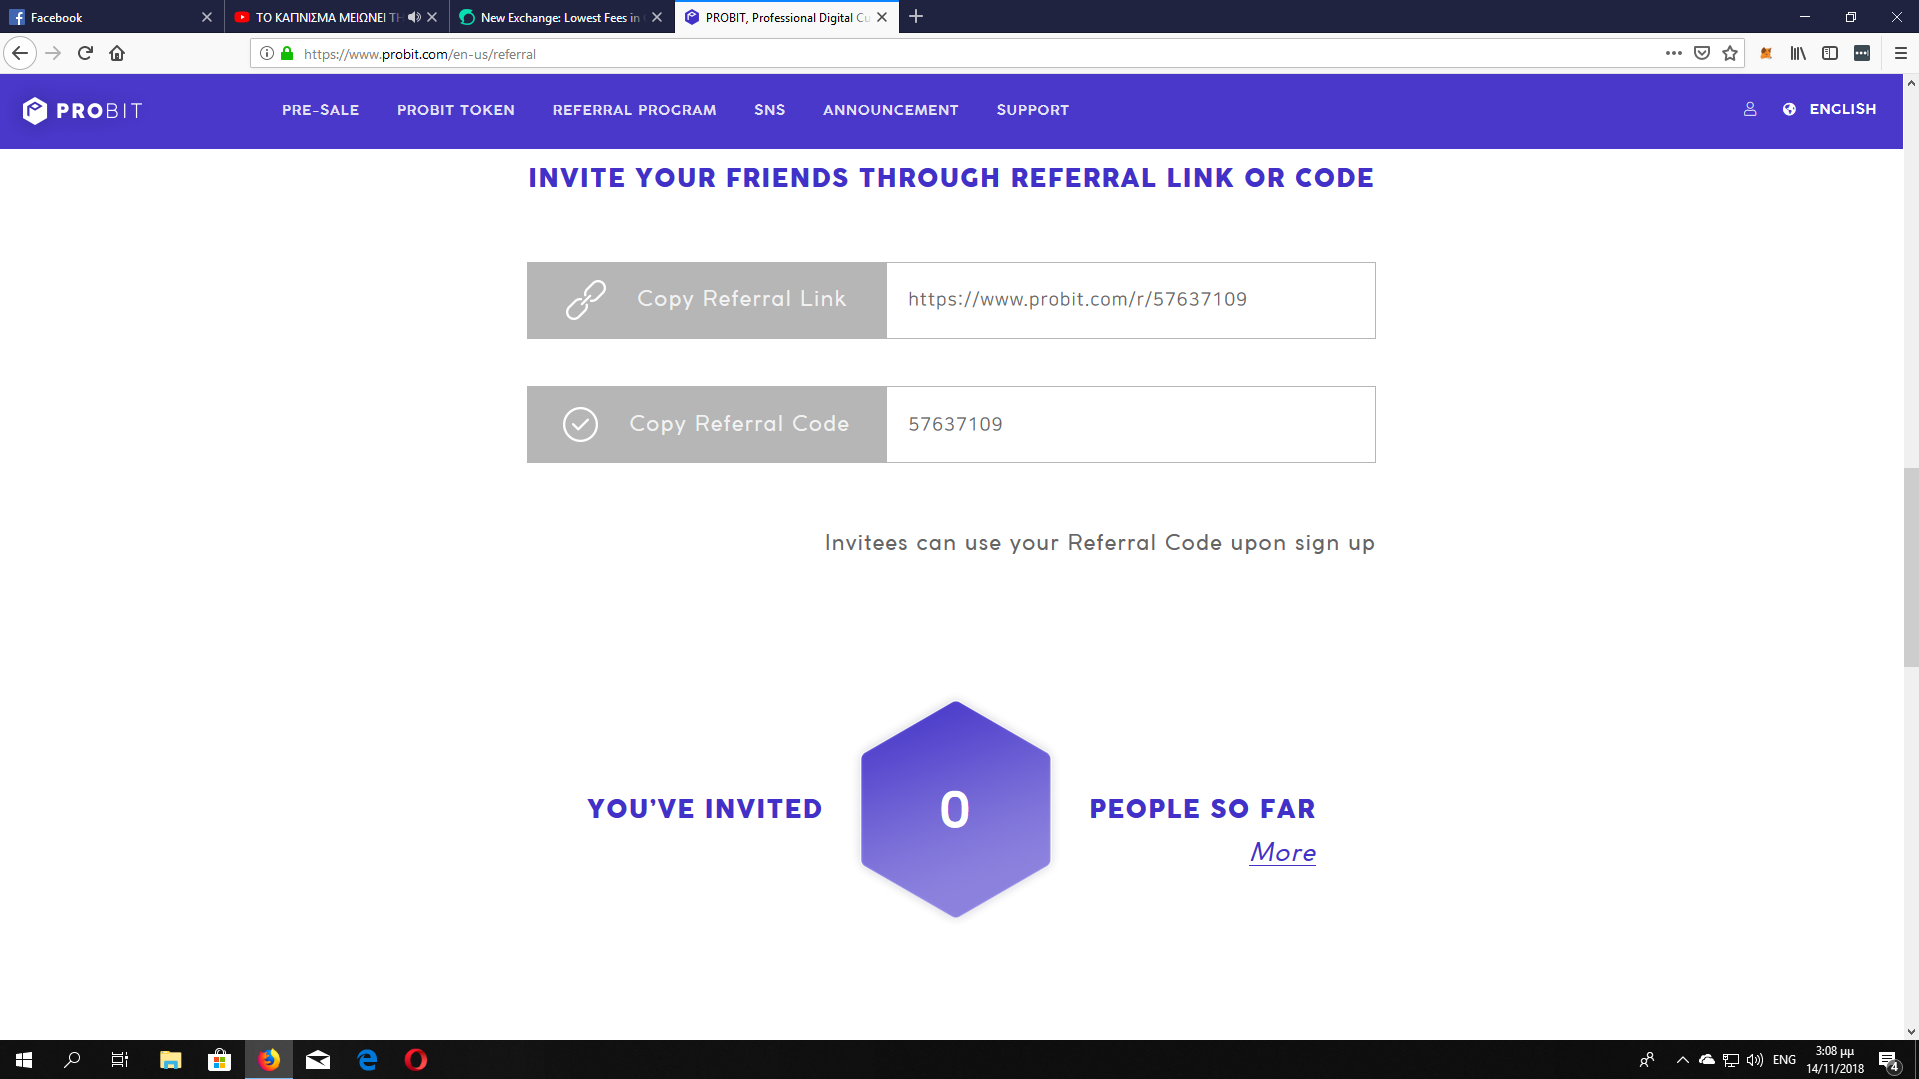 Facebook
ΤΟ ΚΑΠΝΙΣΜΑ ΜΕΙΩΝΕΙ ΤΗ
New Exchange: Lowest Fees in
PROBIT, Professional Digital Cu
https://www.probit.com/en-us/referral
PROBIT
PRE-SALE
PROBIT TOKEN
REFERRAL PROGRAM
SNS
ANNOUNCEMENT
SUPPORT
ENGLISH
INVITE YOUR FRIENDS THROUGH REFERRAL LINK OR CODE
Copy Referral Link
https://www.probit.com/r/57637109
Copy Referral Code
57637109
Invitees can use your Referral Code upon sign up
YOU'VE INVITED
0
PEOPLE SO FAR
More
ENG
3:08 μμ
14/11/2018
4